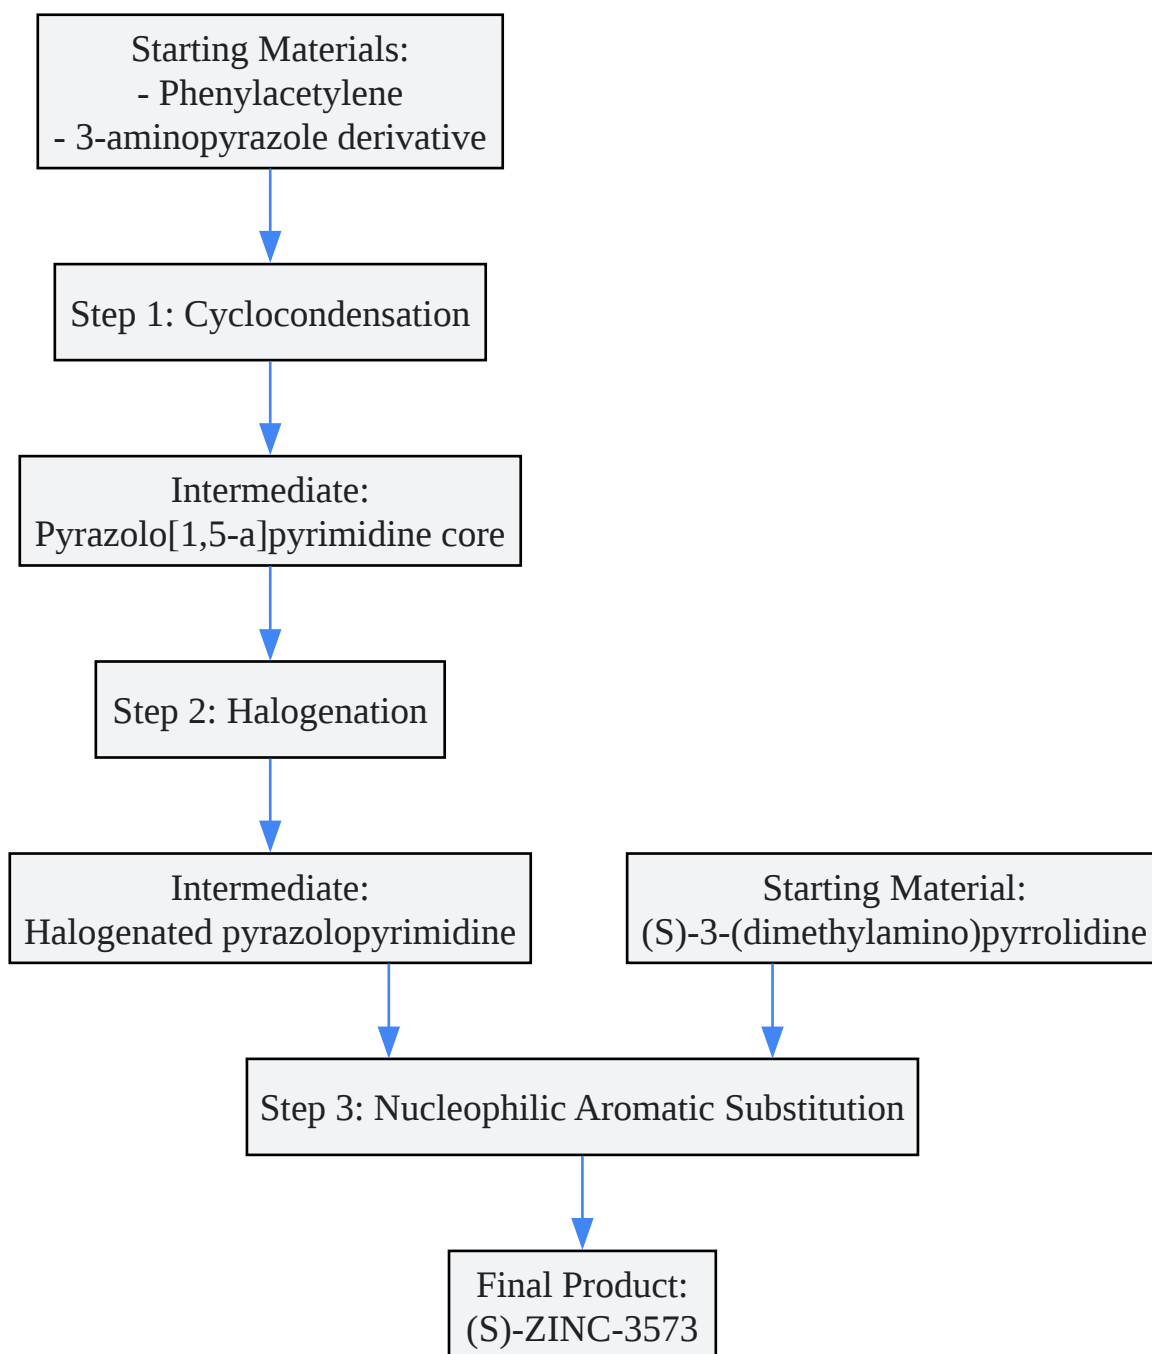 Starting Materials:
- Phenylacetylene
- 3-aminopyrazole derivative
Step 1: Cyclocondensation
Intermediate:
Pyrazolo[1,5-a]pyrimidine core
Step 2: Halogenation
Intermediate:
Halogenated pyrazolopyrimidine
Starting Material:
(S)-3-(dimethylamino)pyrrolidine
Step 3: Nucleophilic Aromatic Substitution
Final Product:
(S)-ZINC-3573